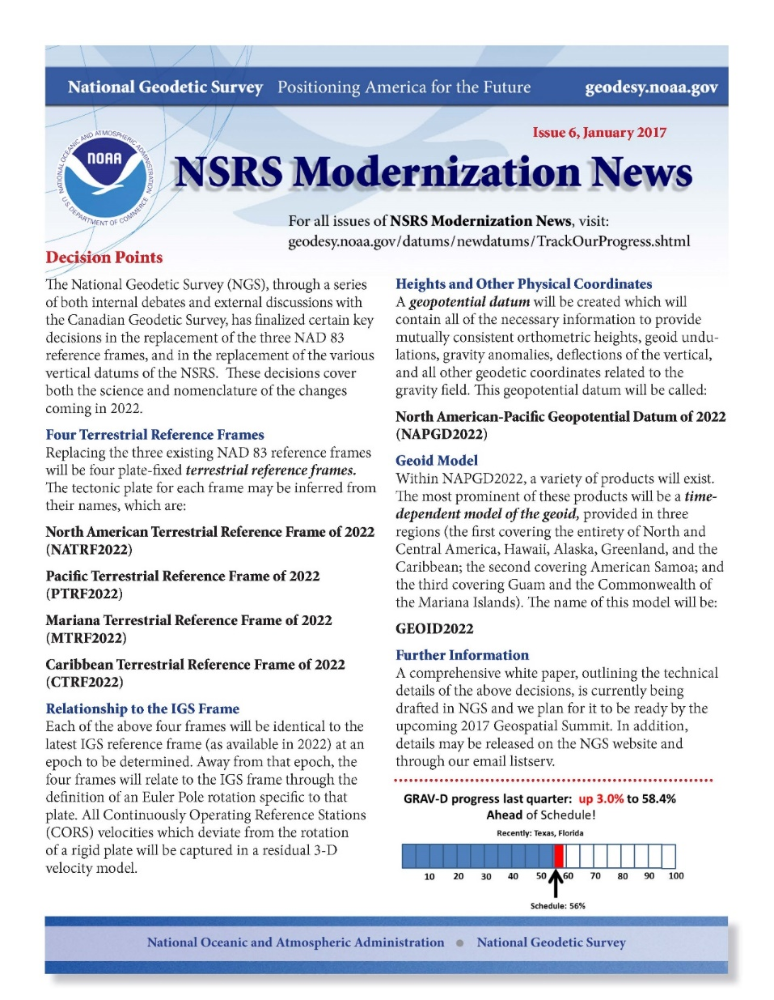 National Geodetic Survey Positioning America for the Future geodesy.noaa.gov
Issue 6, January 2017
NATIONAL OCEANIC AND ATMOSPHERIC ADMINISTRATION
U.S. DEPARTMENT OF COMMERCE
NOAA
NSRS Modernization News
For all issues of NSRS Modernization News, visit:
geodesy.noaa.gov/datums/newdatums/TrackOurProgress.shtml
Decision Points
The National Geodetic Survey (NGS), through a series
of both internal debates and external discussions with
the Canadian Geodetic Survey, has finalized certain key
decisions in the replacement of the three NAD 83
reference frames, and in the replacement of the various
vertical datums of the NSRS. These decisions cover
both the science and nomenclature of the changes
coming in 2022.
Four Terrestrial Reference Frames
Replacing the three existing NAD 83 reference frames
will be four plate-fixed terrestrial reference frames.
The tectonic plate for each frame may be inferred from
their names, which are:
North American Terrestrial Reference Frame of 2022
(NATRF2022)
Pacific Terrestrial Reference Frame of 2022
(PTRF2022)
Mariana Terrestrial Reference Frame of 2022
(MTRF2022)
Caribbean Terrestrial Reference Frame of 2022
(CTRF2022)
Relationship to the IGS Frame
Each of the above four frames will be identical to the
latest IGS reference frame (as available in 2022) at an
epoch to be determined. Away from that epoch, the
four frames will relate to the IGS frame through the
definition of an Euler Pole rotation specific to that
plate. All Continuously Operating Reference Stations
(CORS) velocities which deviate from the rotation
of a rigid plate will be captured in a residual 3-D
velocity model.
Heights and Other Physical Coordinates
A geopotential datum will be created which will
contain all of the necessary information to provide
mutually consistent orthometric heights, geoid undu-
lations, gravity anomalies, deflections of the vertical,
and all other geodetic coordinates related to the
gravity field. This geopotential datum will be called:
North American-Pacific Geopotential Datum of 2022
(NAPGD2022)
Geoid Model
Within NAPGD2022, a variety of products will exist.
The most prominent of these products will be a time-
dependent model of the geoid, provided in three
regions (the first covering the entirety of North and
Central America, Hawaii, Alaska, Greenland, and the
Caribbean; the second covering American Samoa; and
the third covering Guam and the Commonwealth of
the Mariana Islands). The name of this model will be:
GEOID2022
Further Information
A comprehensive white paper, outlining the technical
details of the above decisions, is currently being
drafted in NGS and we plan for it to be ready by the
upcoming 2017 Geospatial Summit. In addition,
details may be released on the NGS website and
through our email listserv.
GRAV-D progress last quarter: up 3.0% to 58.4%
Ahead of Schedule!
Recently: Texas, Florida
10 20 30 40 50 60 70 80 90 100
Schedule: 56%
National Oceanic and Atmospheric Administration ● National Geodetic Survey